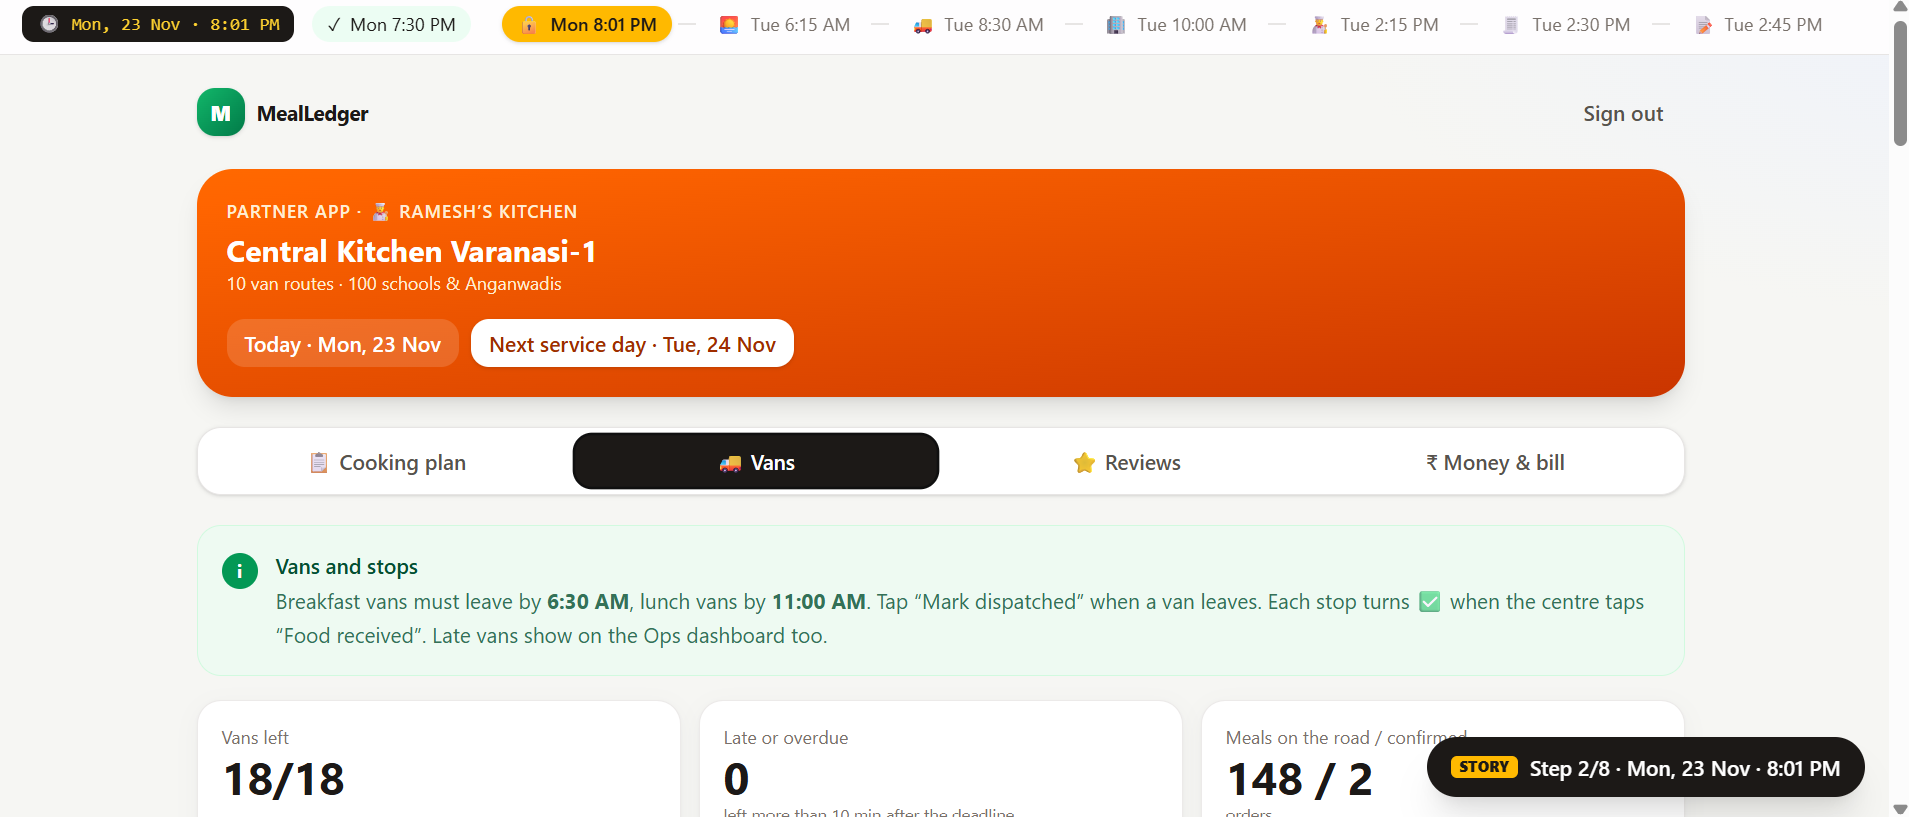 Mon, 23 Nov · 8:01 PM
✓ Mon 7:30 PM
Mon 8:01 PM
Tue 6:15 AM
Tue 8:30 AM
Tue 10:00 AM
Tue 2:15 PM
Tue 2:30 PM
Tue 2:45 PM
M
MealLedger
Sign out
PARTNER APP · RAMESH’S KITCHEN
Central Kitchen Varanasi-1
10 van routes · 100 schools & Anganwadis
Today · Mon, 23 Nov
Next service day · Tue, 24 Nov
Cooking plan
Vans
Reviews
₹ Money & bill
i
Vans and stops
Breakfast vans must leave by 6:30 AM, lunch vans by 11:00 AM. Tap “Mark dispatched” when a van leaves. Each stop turns ✅ when the centre taps
“Food received”. Late vans show on the Ops dashboard too.
Vans left
18/18
Late or overdue
0
left more than 10 min after the deadline
Meals on the road / confirmed
148 / 2
orders
STORY Step 2/8 · Mon, 23 Nov · 8:01 PM